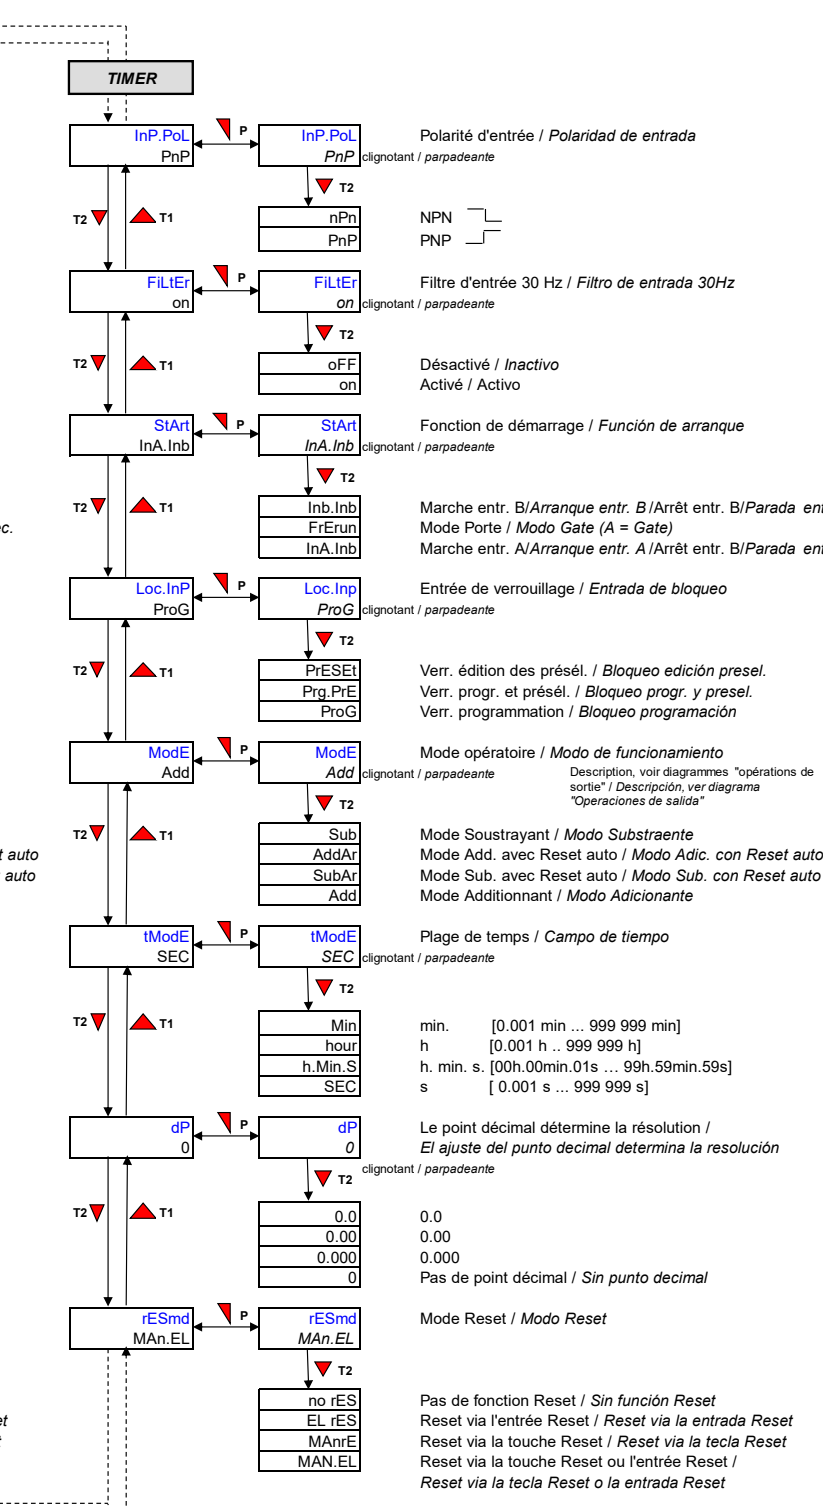 TIMER
InP.PoL
PnP
P
InP.PoL
PnP
clignotant / parpadeante
Polarité d'entrée / Polaridad de entrada
T2
T2
T1
nPn
NPN
PnP
PNP
FiLtEr
on
P
FiLtEr
on
clignotant / parpadeante
Filtre d'entrée 30 Hz / Filtro de entrada 30Hz
T2
T2
T1
oFF
Désactivé / Inactivo
on
Activé / Activo
StArt
InA.Inb
P
StArt
InA.Inb
clignotant / parpadeante
Fonction de démarrage / Función de arranque
T2
T2
T1
Inb.Inb
Marche entr. B/Arranque entr. B /Arrêt entr. B/Parada ent
c.
FrErun
Mode Porte / Modo Gate (A = Gate)
InA.Inb
Marche entr. A/Arranque entr. A /Arrêt entr. B/Parada ent
Loc.InP
ProG
P
Loc.Inp
ProG
clignotant / parpadeante
Entrée de verrouillage / Entrada de bloqueo
T2
T2
T1
PrESEt
Verr. édition des présél. / Bloqueo edición presel.
Prg.PrE
Verr. progr. et présél. / Bloqueo progr. y presel.
ProG
Verr. programmation / Bloqueo programación
ModE
Add
P
ModE
Add
clignotant / parpadeante
Mode opératoire / Modo de funcionamiento
Description, voir diagrammes "opérations de
sortie" / Descripción, ver diagrama
"Operaciones de salida"
T2
T2
T1
Sub
Mode Soustrayant / Modo Substraente
t auto
AddAr
Mode Add. avec Reset auto / Modo Adic. con Reset auto
auto
SubAr
Mode Sub. avec Reset auto / Modo Sub. con Reset auto
Add
Mode Additionnant / Modo Adicionante
tModE
SEC
P
tModE
SEC
clignotant / parpadeante
Plage de temps / Campo de tiempo
T2
T2
T1
Min
min. [0.001 min ... 999 999 min]
hour
h [0.001 h .. 999 999 h]
h.Min.S
h. min. s. [00h.00min.01s … 99h.59min.59s]
SEC
s [ 0.001 s ... 999 999 s]
dP
0
P
dP
0
clignotant / parpadeante
Le point décimal détermine la résolution /
El ajuste del punto decimal determina la resolución
T2
T2
T1
0.0
0.0
0.00
0.00
0.000
0.000
0
Pas de point décimal / Sin punto decimal
rESmd
MAn.EL
P
rESmd
MAn.EL
Mode Reset / Modo Reset
T2
no rES
Pas de fonction Reset / Sin función Reset
et
EL rES
Reset via l'entrée Reset / Reset via la entrada Reset
MAnrE
Reset via la touche Reset / Reset via la tecla Reset
MAN.EL
Reset via la touche Reset ou l'entrée Reset /
Reset via la tecla Reset o la entrada Reset